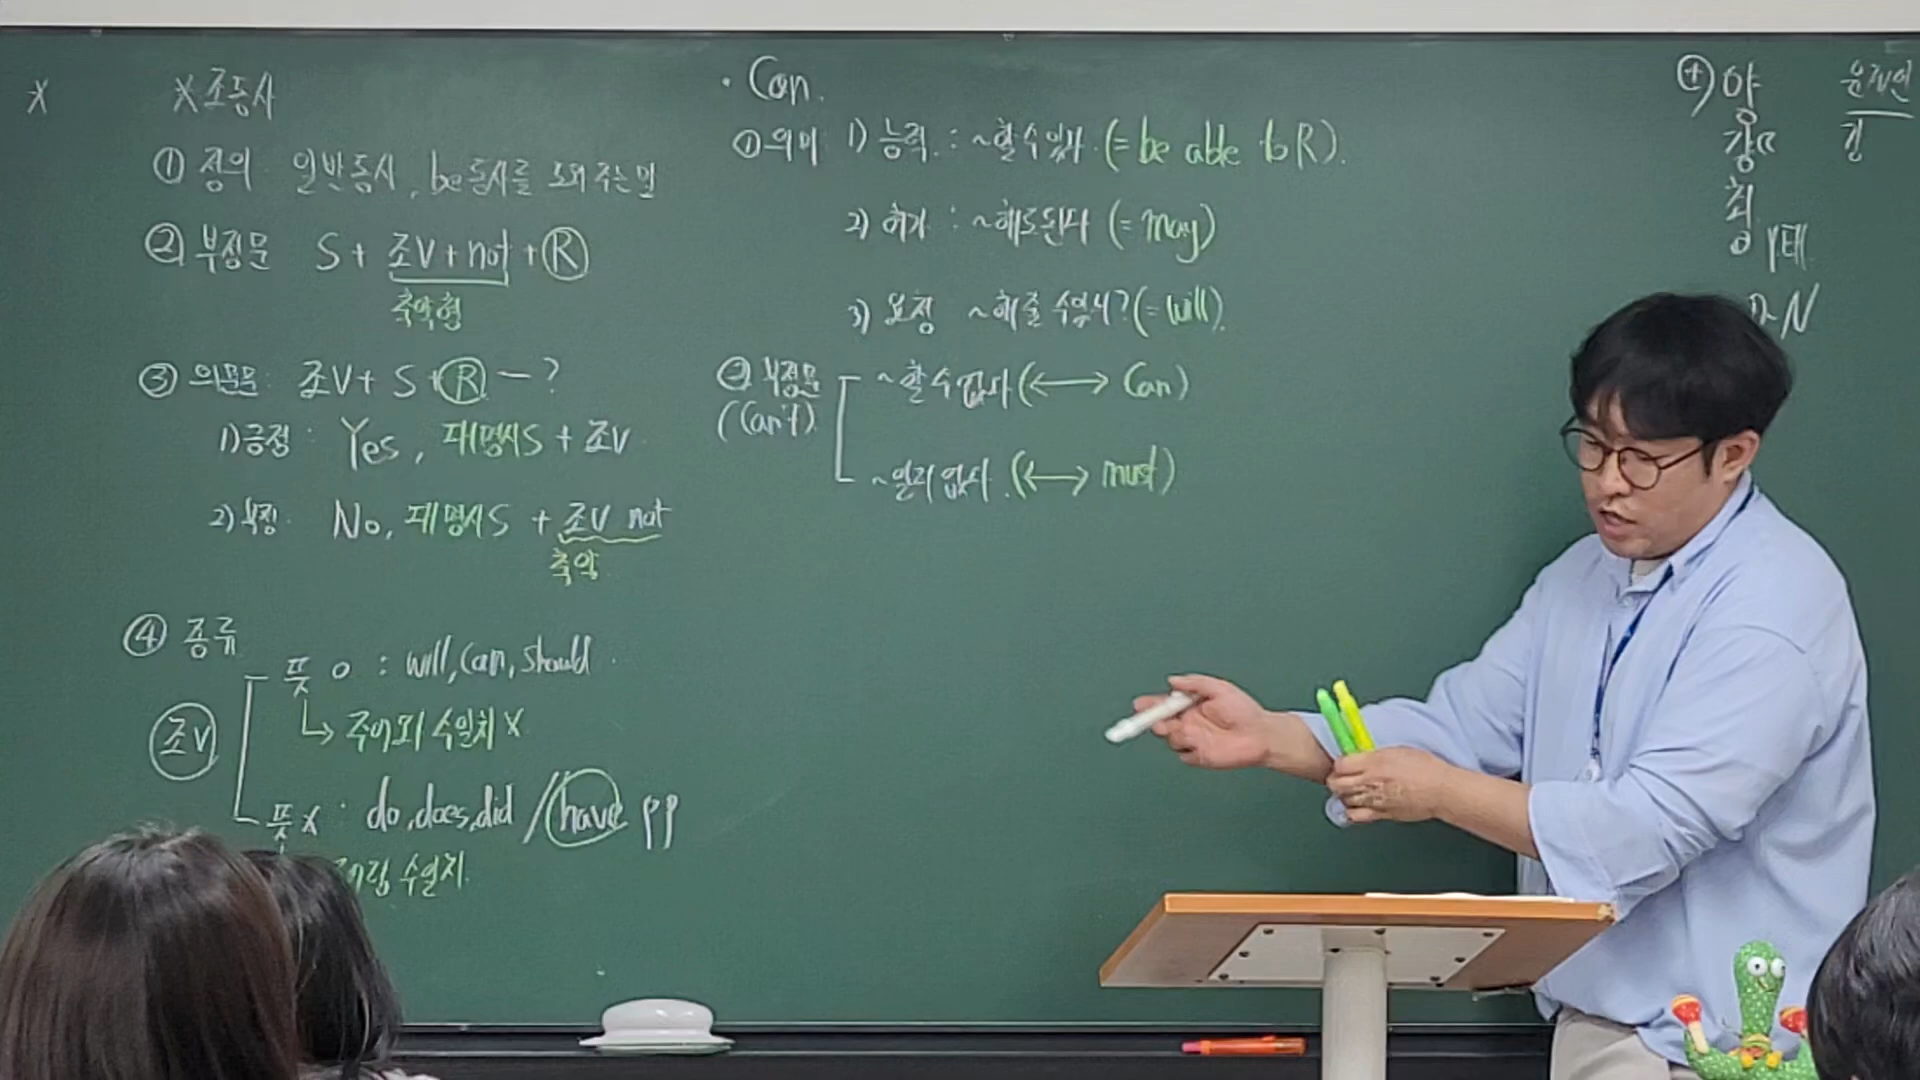 * *조동사
① 정의 일반동사, be동사를 도와주는 말
② 부정문 S + 조V + not + R
축약형
③ 의문문 조V + S + R — ?
1) 긍정 : Yes, 대명사S + 조V
2) 부정. No, 대명사S + 조V not
축약
④ 종류
조V
뜻 o : will, can, should.
↳ 주어와 수일치 X
뜻 x : do, does, did / have pp
수일치.
· Can.
① 의미 1) 능력. : ~할 수 있다. (= be able to R).
2) 허가 : ~해도 된다 (= may)
3) 요청 ~해줄 수 있니? (= will).
② 부정문 ~할 수 없다 (↔ Can)
(Can't)
~일 리 없다. (↔ must)